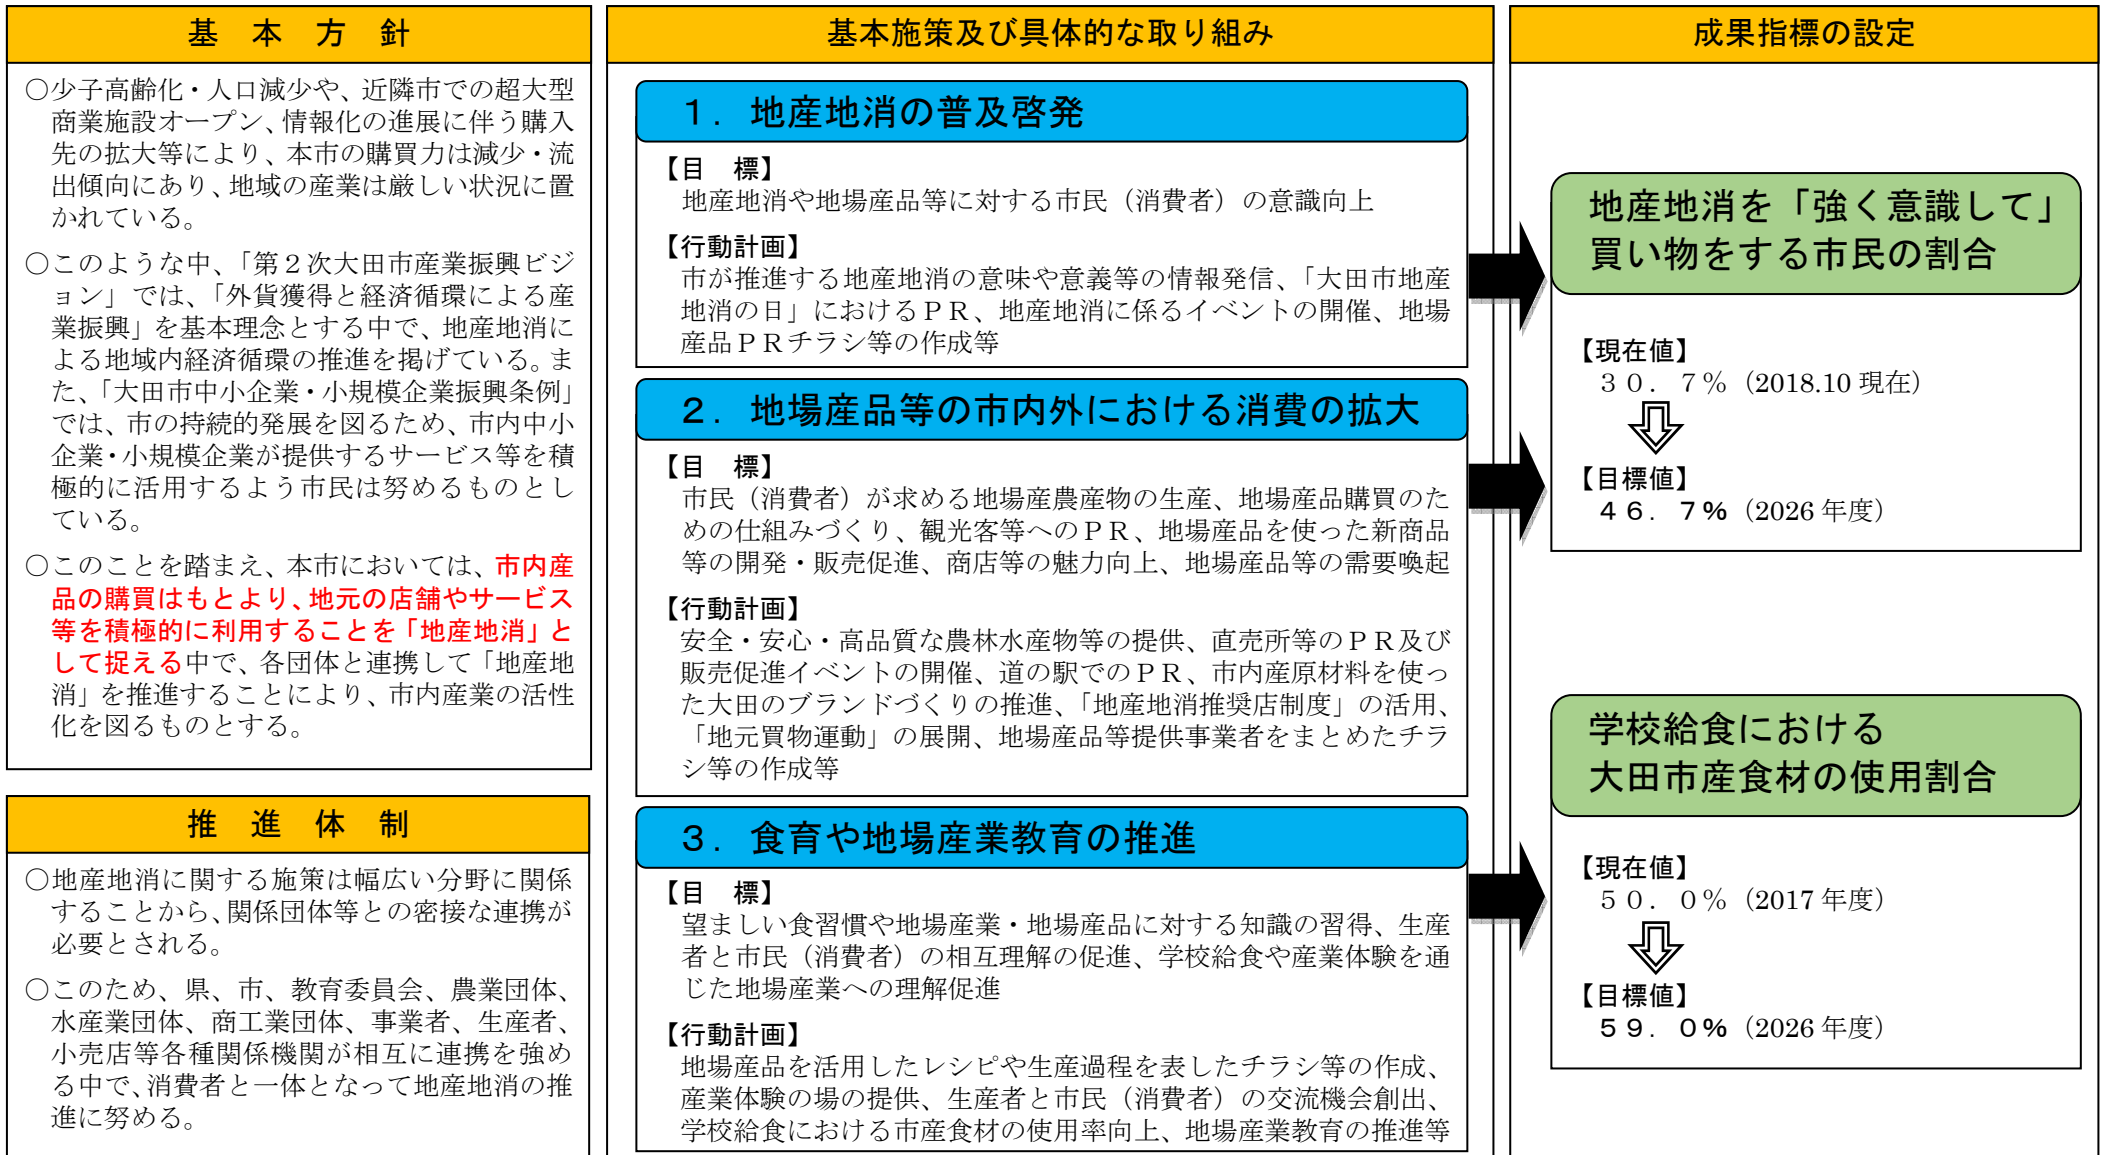 基本方針
○少子高齢化・人口減少や、近隣市での超大型
商業施設オープン、情報化の進展に伴う購入
先の拡大等により、本市の購買力は減少・流
出傾向にあり、地域の産業は厳しい状況に置
かれている。
○このような中、「第２次大田市産業振興ビジ
ョン」では、「外貨獲得と経済循環による産
業振興」を基本理念とする中で、地産地消に
よる地域内経済循環の推進を掲げている。ま
た、「大田市中小企業・小規模企業振興条例」
では、市の持続的発展を図るため、市内中小
企業・小規模企業が提供するサービス等を積
極的に活用するよう市民は努めるものとし
ている。
○このことを踏まえ、本市においては、市内産
品の購買はもとより、地元の店舗やサービス
等を積極的に利用することを「地産地消」と
して捉える中で、各団体と連携して「地産地
消」を推進することにより、市内産業の活性
化を図るものとする。
推進体制
○地産地消に関する施策は幅広い分野に関係
することから、関係団体等との密接な連携が
必要とされる。
○このため、県、市、教育委員会、農業団体、
水産業団体、商工業団体、事業者、生産者、
小売店等各種関係機関が相互に連携を強め
る中で、消費者と一体となって地産地消の推
進に努める。
基本施策及び具体的な取り組み
１．地産地消の普及啓発
【目　標】
地産地消や地場産品等に対する市民（消費者）の意識向上
【行動計画】
市が推進する地産地消の意味や意義等の情報発信、「大田市地産
地消の日」におけるＰＲ、地産地消に係るイベントの開催、地場
産品ＰＲチラシ等の作成等
２．地場産品等の市内外における消費の拡大
【目　標】
市民（消費者）が求める地場産農産物の生産、地場産品購買のた
めの仕組みづくり、観光客等へのＰＲ、地場産品を使った新商品
等の開発・販売促進、商店等の魅力向上、地場産品等の需要喚起
【行動計画】
安全・安心・高品質な農林水産物等の提供、直売所等のＰＲ及び
販売促進イベントの開催、道の駅でのＰＲ、市内産原材料を使っ
た大田のブランドづくりの推進、「地産地消推奨店制度」の活用、
「地元買物運動」の展開、地場産品等提供事業者をまとめたチラ
シ等の作成等
３．食育や地場産業教育の推進
【目　標】
望ましい食習慣や地場産業・地場産品に対する知識の習得、生産
者と市民（消費者）の相互理解の促進、学校給食や産業体験を通
じた地場産業への理解促進
【行動計画】
地場産品を活用したレシピや生産過程を表したチラシ等の作成、
産業体験の場の提供、生産者と市民（消費者）の交流機会創出、
学校給食における市産食材の使用率向上、地場産業教育の推進等
成果指標の設定
地産地消を「強く意識して」
買い物をする市民の割合
【現在値】
３０．７％（2018.10 現在）
【目標値】
４６．７％（2026 年度）
学校給食における
大田市産食材の使用割合
【現在値】
５０．０％（2017 年度）
【目標値】
５９．０％（2026 年度）